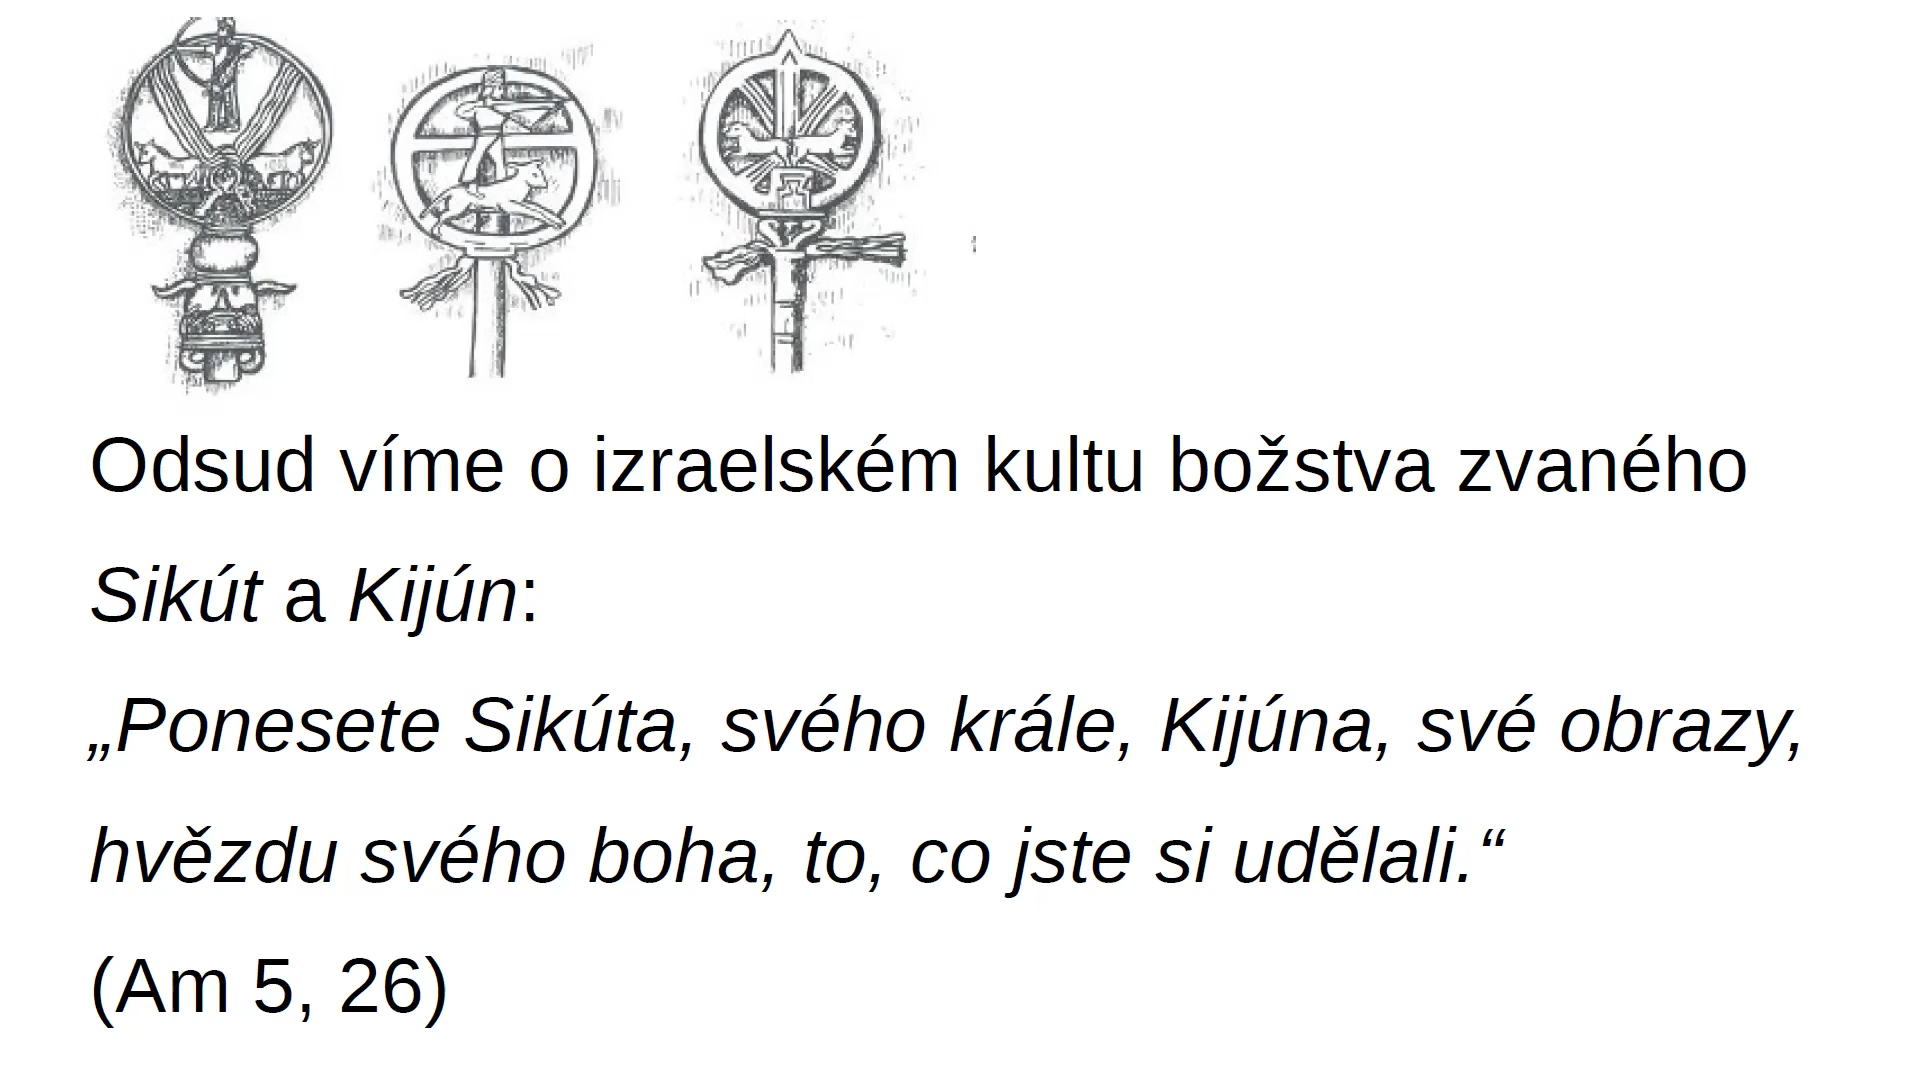 Odsud víme o izraelském kultu božstva zvaného
Sikút a Kijún:
„Ponesete Sikúta, svého krále, Kijúna, své obrazy,
hvězdu svého boha, to, co jste si udělali.“
(Am 5, 26)